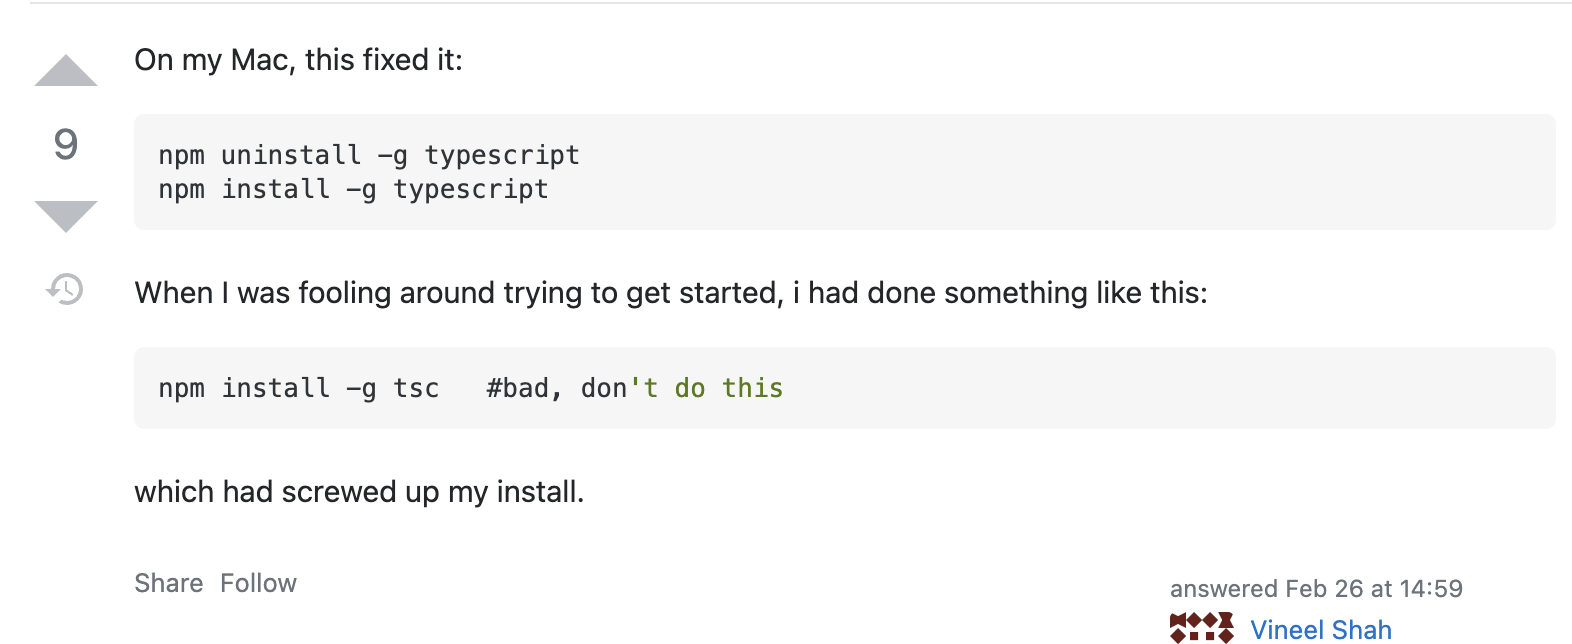 On my Mac, this fixed it:
9
npm uninstall -g typescript
npm install -g typescript
When I was fooling around trying to get started, i had done something like this:
npm install -g tsc   #bad, don't do this
which had screwed up my install.
Share Follow
answered Feb 26 at 14:59
Vineel Shah